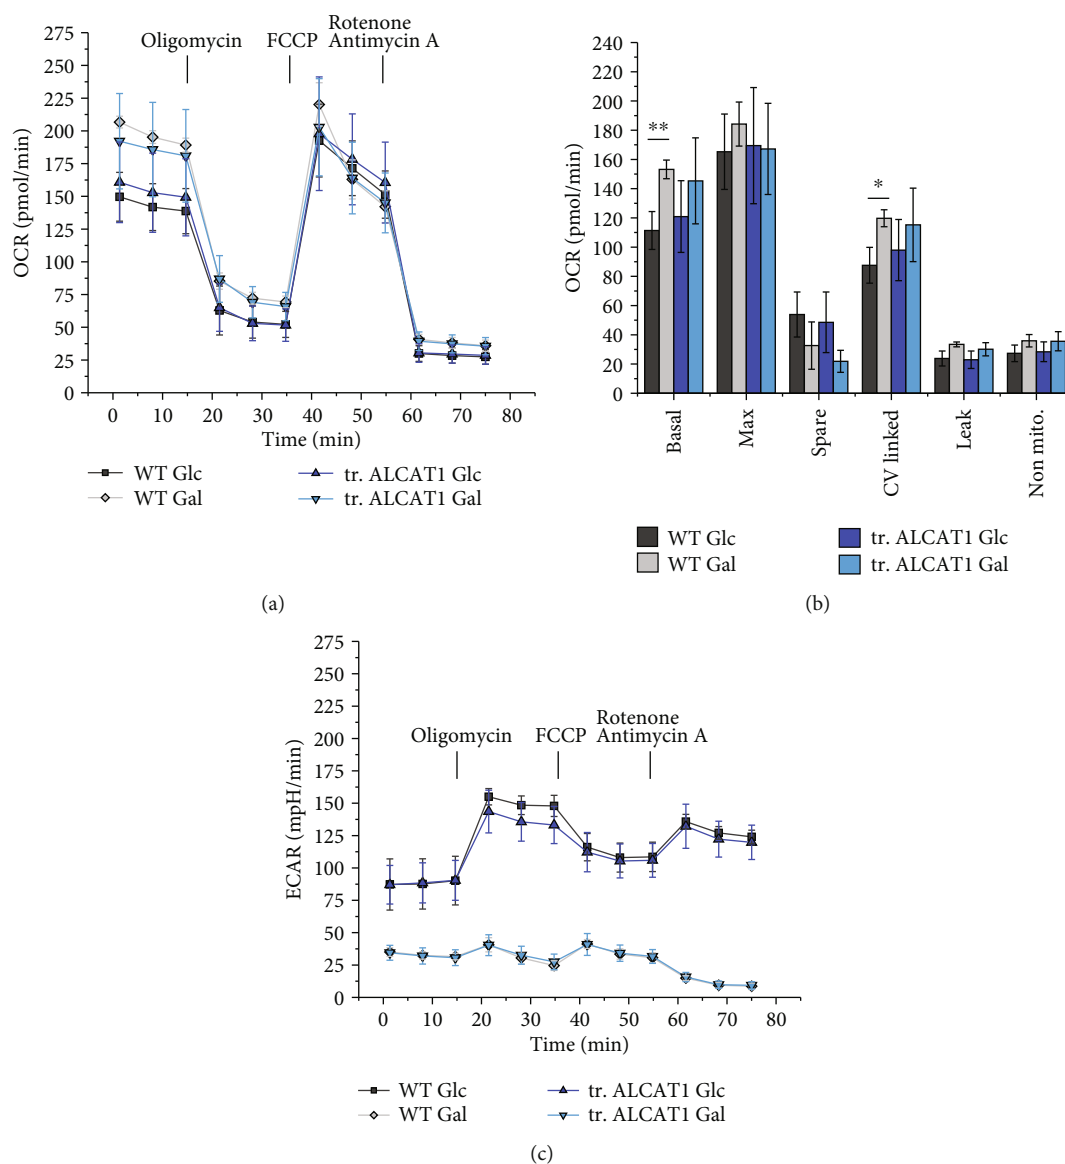 Rotenone
Oligomycin FCCP Antimycin A
275
250
225
200
175
150
125
100
75
50
25
0
OCR (pmol/min)
0 10 20 30 40 50 60 70 80
Time (min)
WT Glc tr. ALCAT1 Glc
WT Gal tr. ALCAT1 Gal
(a)
240
220
200
180
160
140
120
100
80
60
40
20
0
OCR (pmol/min)
**
*
Basal
Max
Spare
CV linked
Leak
Non mito.
WT Glc tr. ALCAT1 Glc
WT Gal tr. ALCAT1 Gal
(b)
275
250
225
200
175
150
125
100
75
50
25
0
ECAR (mpH/min)
Rotenone
Oligomycin FCCP Antimycin A
0 10 20 30 40 50 60 70 80
Time (min)
WT Glc tr. ALCAT1 Glc
WT Gal tr. ALCAT1 Gal
(c)